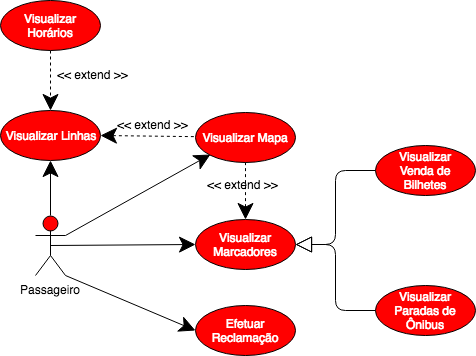 Visualizar
Horários
<< extend >>
Visualizar Linhas
<< extend >>
Visualizar Mapa
Visualizar
Venda de
Bilhetes
<< extend >>
Visualizar
Marcadores
Passageiro
Visualizar
Paradas de
Ônibus
Efetuar
Reclamação